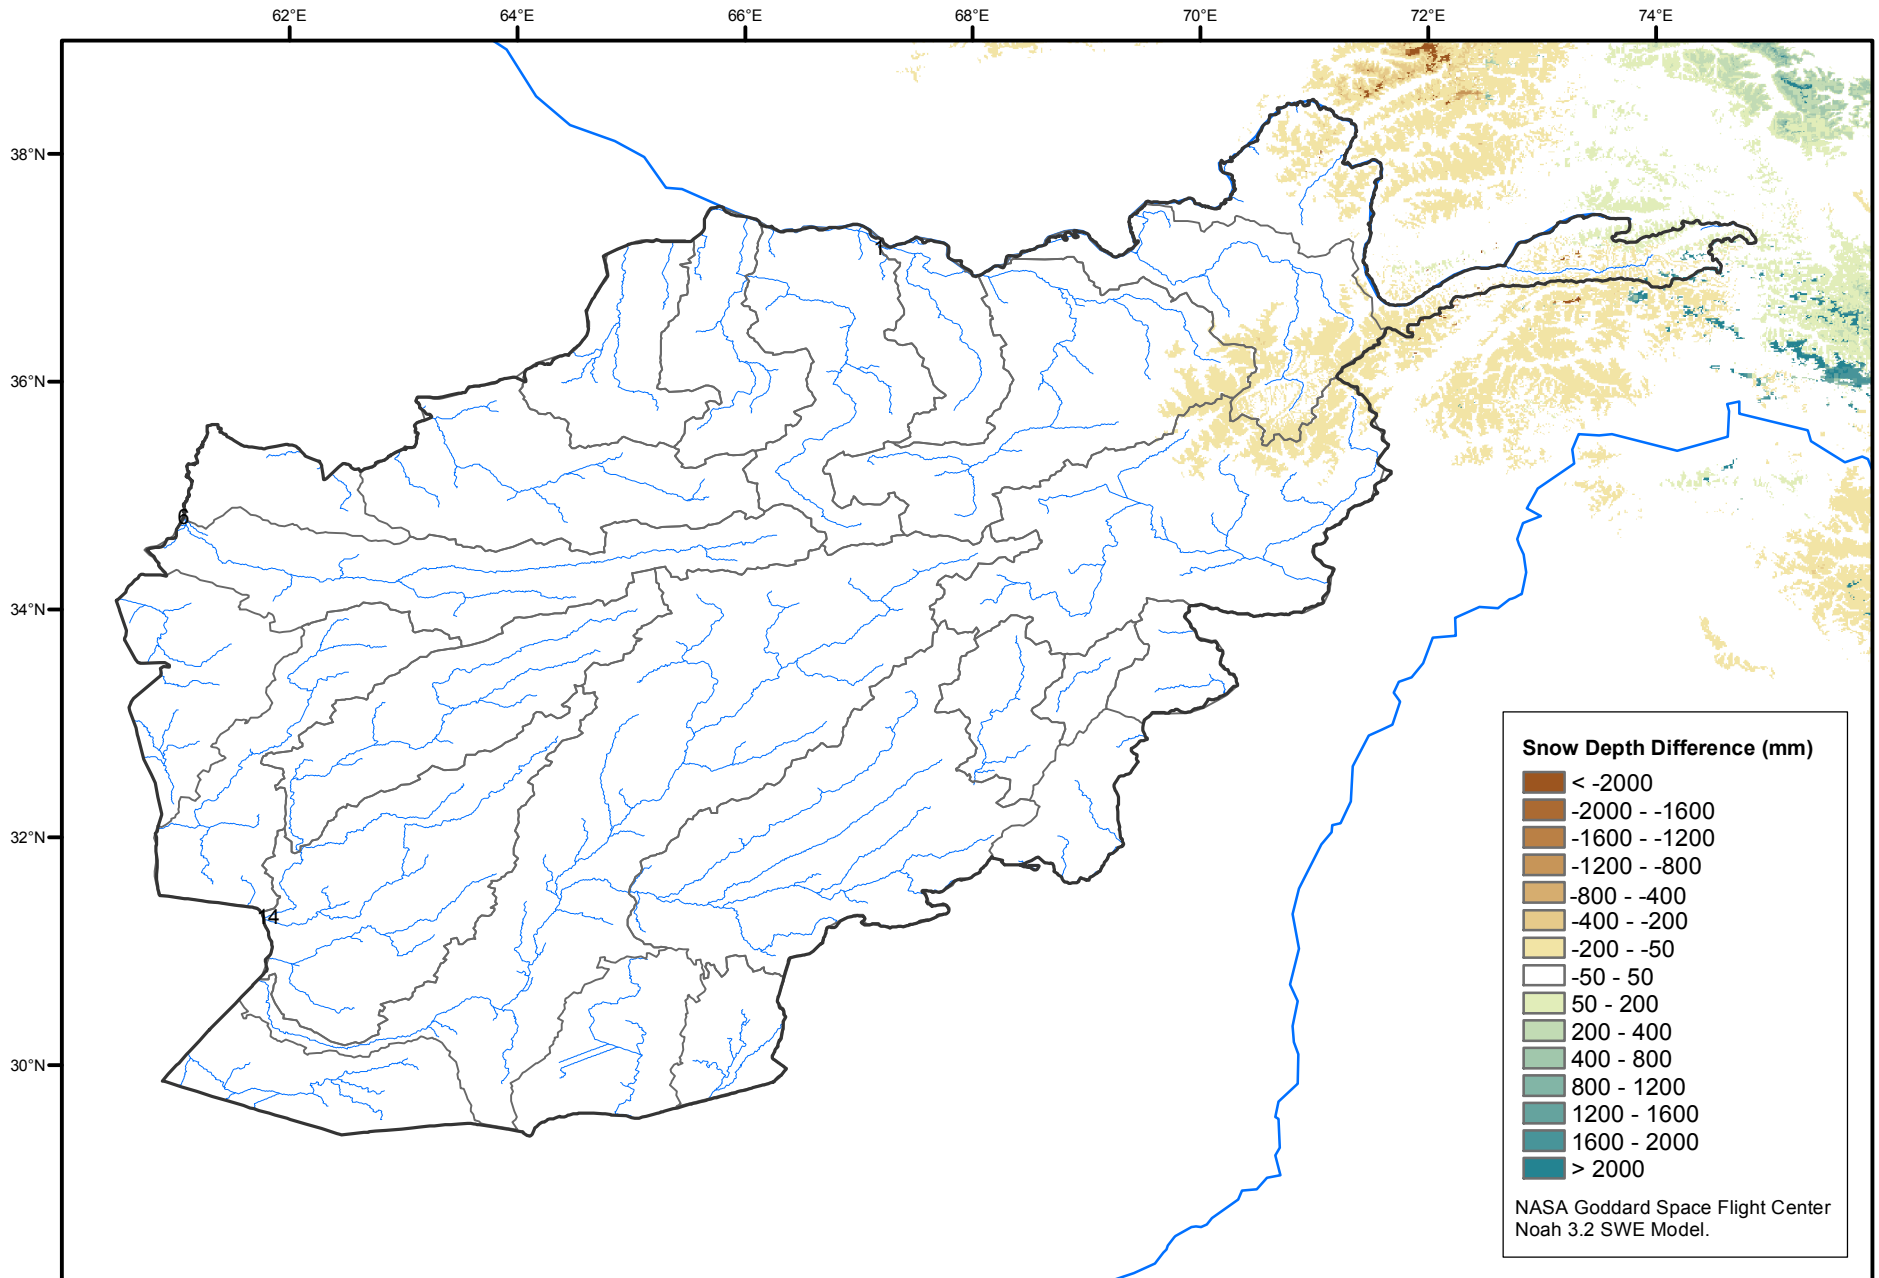 62°E 64°E 66°E 68°E 70°E 72°E 74°E
38°N
1
36°N
6
34°N
32°N
14
30°N
Snow Depth Difference (mm)
< -2000
-2000 - -1600
-1600 - -1200
-1200 - -800
-800 - -400
-400 - -200
-200 - -50
-50 - 50
50 - 200
200 - 400
400 - 800
800 - 1200
1200 - 1600
1600 - 2000
> 2000
NASA Goddard Space Flight Center
Noah 3.2 SWE Model.